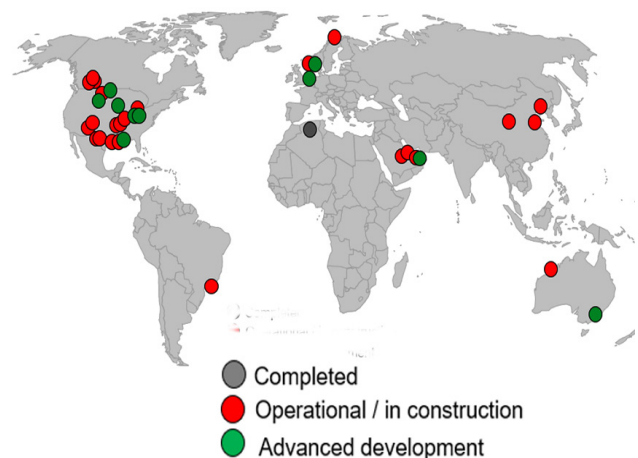 Completed
Operational / in construction
Advanced development